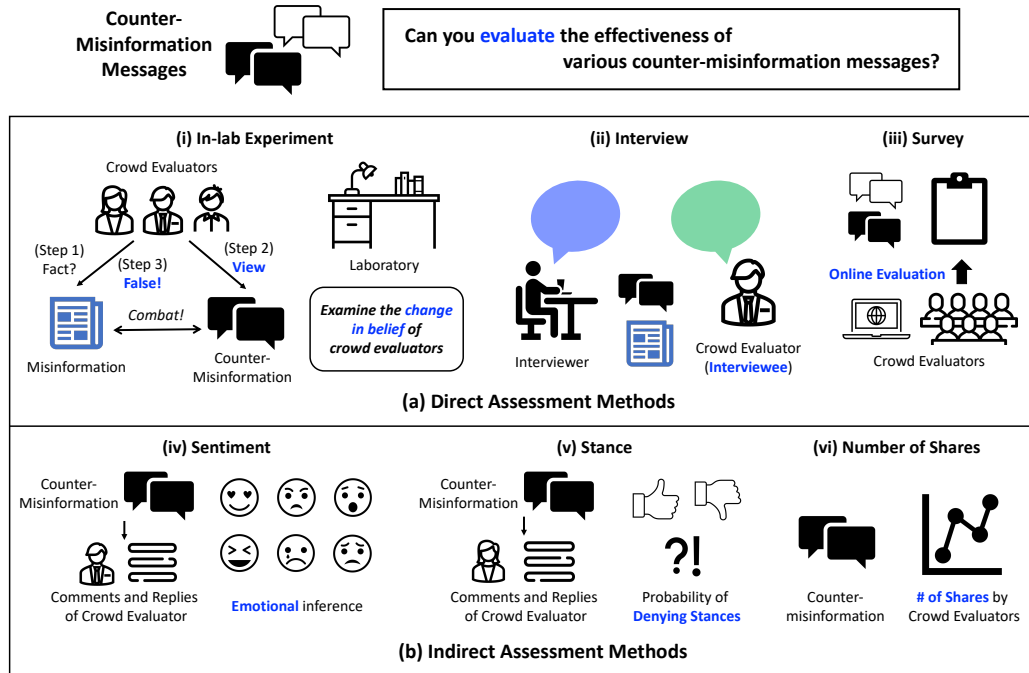 Counter-
Misinformation
Messages
Can you evaluate the effectiveness of
various counter-misinformation messages?
(i) In-lab Experiment
Crowd Evaluators
(Step 1)
Fact?
(Step 3)
False!
(Step 2)
View
Combat!
Misinformation
Counter-
Misinformation
Laboratory
Examine the change
in belief of
crowd evaluators
(ii) Interview
Interviewer
Crowd Evaluator
(Interviewee)
(iii) Survey
Online Evaluation
Crowd Evaluators
(a) Direct Assessment Methods
(iv) Sentiment
Counter-
Misinformation
Comments and Replies
of Crowd Evaluator
Emotional inference
(v) Stance
Counter-
Misinformation
Comments and Replies
of Crowd Evaluator
?!
Probability of
Denying Stances
(vi) Number of Shares
Counter-
misinformation
# of Shares by
Crowd Evaluators
(b) Indirect Assessment Methods